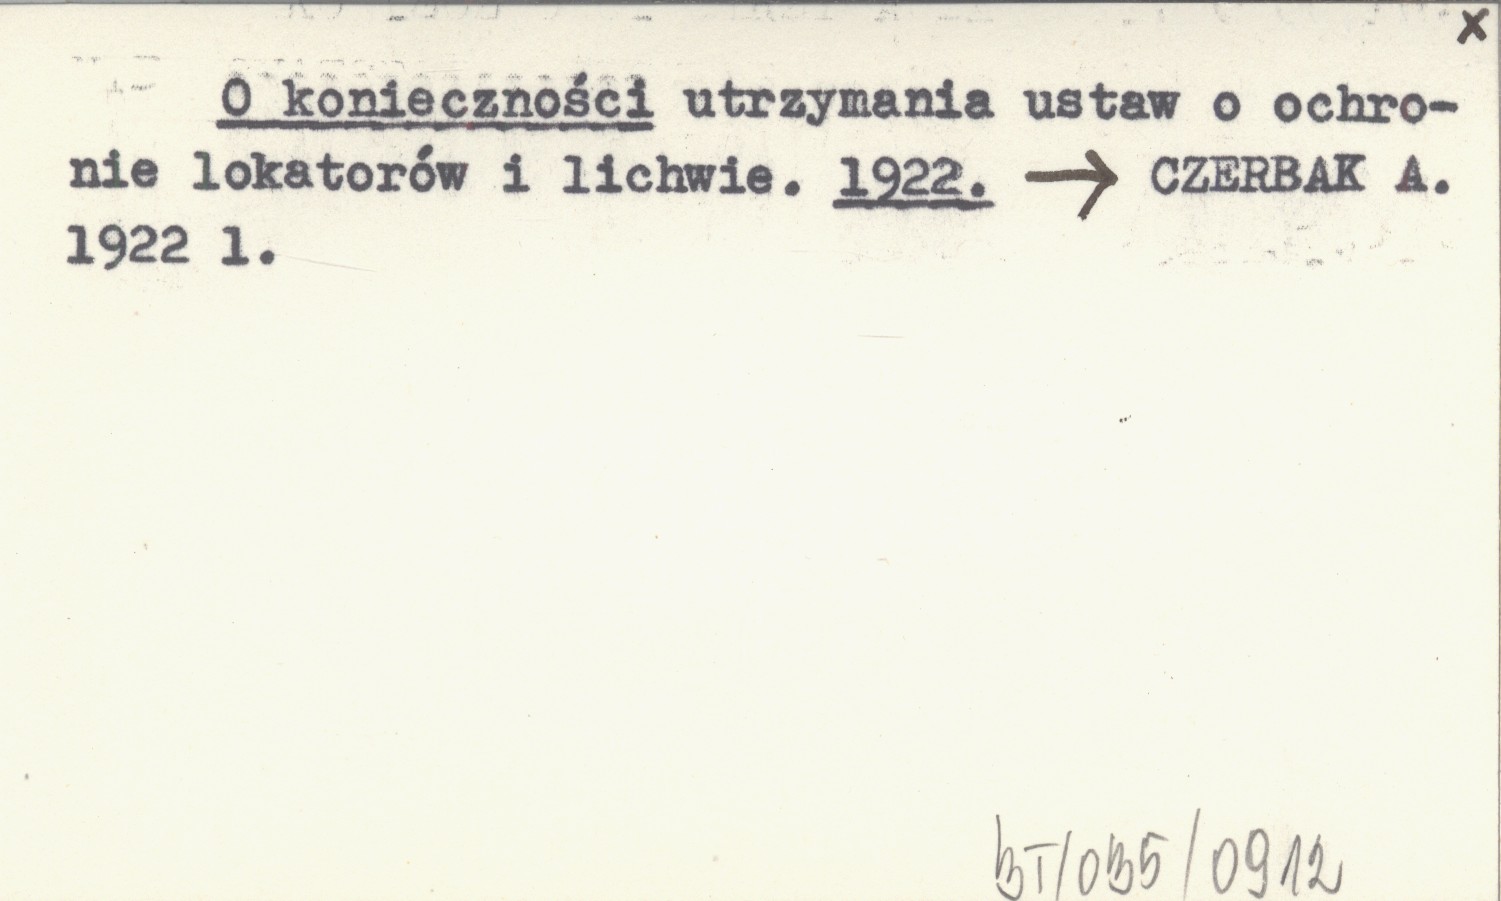 x
O konieczności utrzymania ustaw o ochro-
nie lokatorów i lichwie. 1922. → CZERBAK A.
1922 1.
BT/035/0912